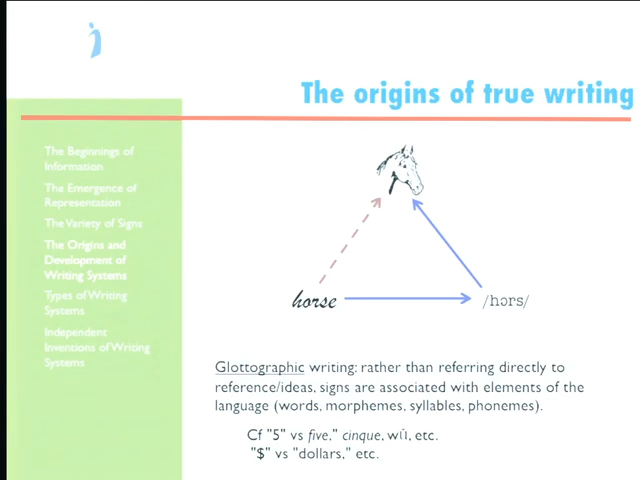 The origins of true writing
The Beginnings of
Information
The Emergence of
Representation
The Variety of Signs
The Origins and
Development of
Writing Systems
Types of Writing
Systems
Independent
Inventions of Writing
Systems
horse
/hɔrs/
Glottographic writing: rather than referring directly to
reference/ideas, signs are associated with elements of the
language (words, morphemes, syllables, phonemes).
Cf "5" vs five," cinque, wǔ, etc.
"$" vs "dollars," etc.